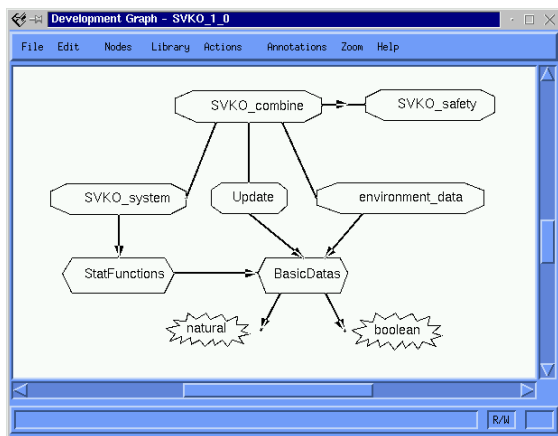 Development Graph - SVKO_1_0
File Edit Nodes Library Actions Annotations Zoom Help
SVKO_combine SVKO_safety
SVKO_system Update environment_data
StatFunctions BasicDatas
natural boolean
R/W